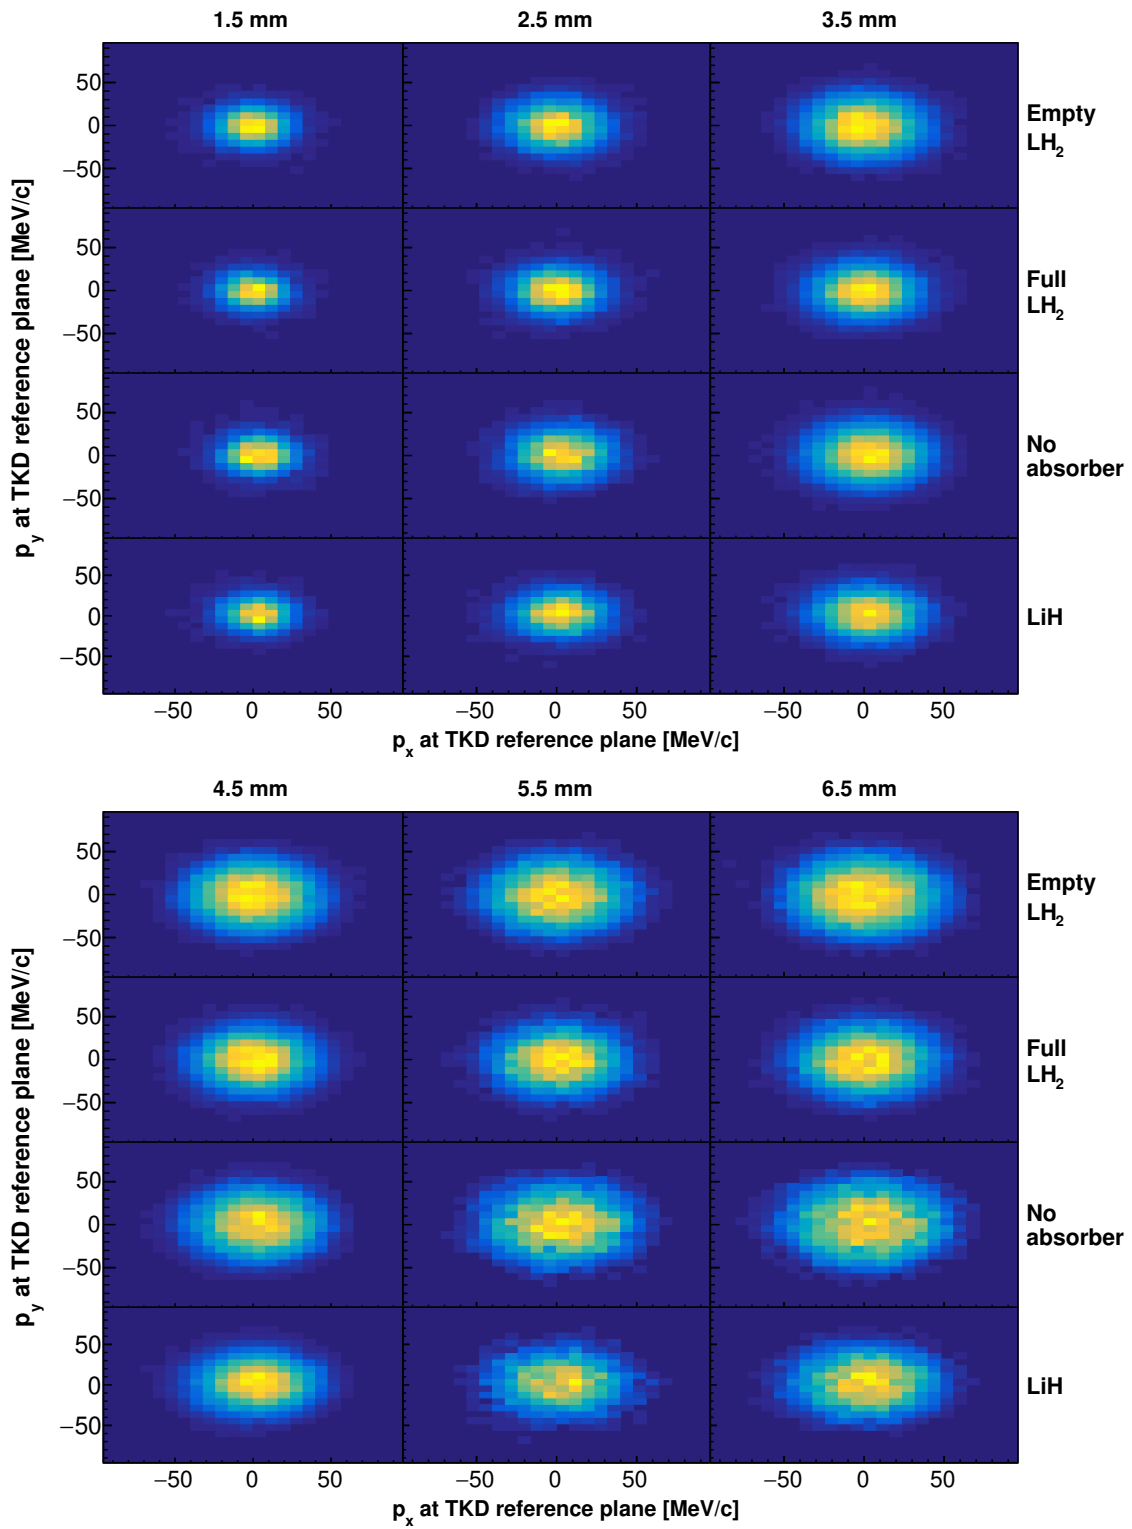 1.5 mm 2.5 mm 3.5 mm
50
0
−50
Empty
LH2
50
0
−50
Full
LH2
50
0
−50
No
absorber
50
0
−50
LiH
py at TKD reference plane [MeV/c]
−50 0 50 −50 0 50 −50 0 50
px at TKD reference plane [MeV/c]
4.5 mm 5.5 mm 6.5 mm
50
0
−50
Empty
LH2
50
0
−50
Full
LH2
50
0
−50
No
absorber
50
0
−50
LiH
py at TKD reference plane [MeV/c]
−50 0 50 −50 0 50 −50 0 50
px at TKD reference plane [MeV/c]